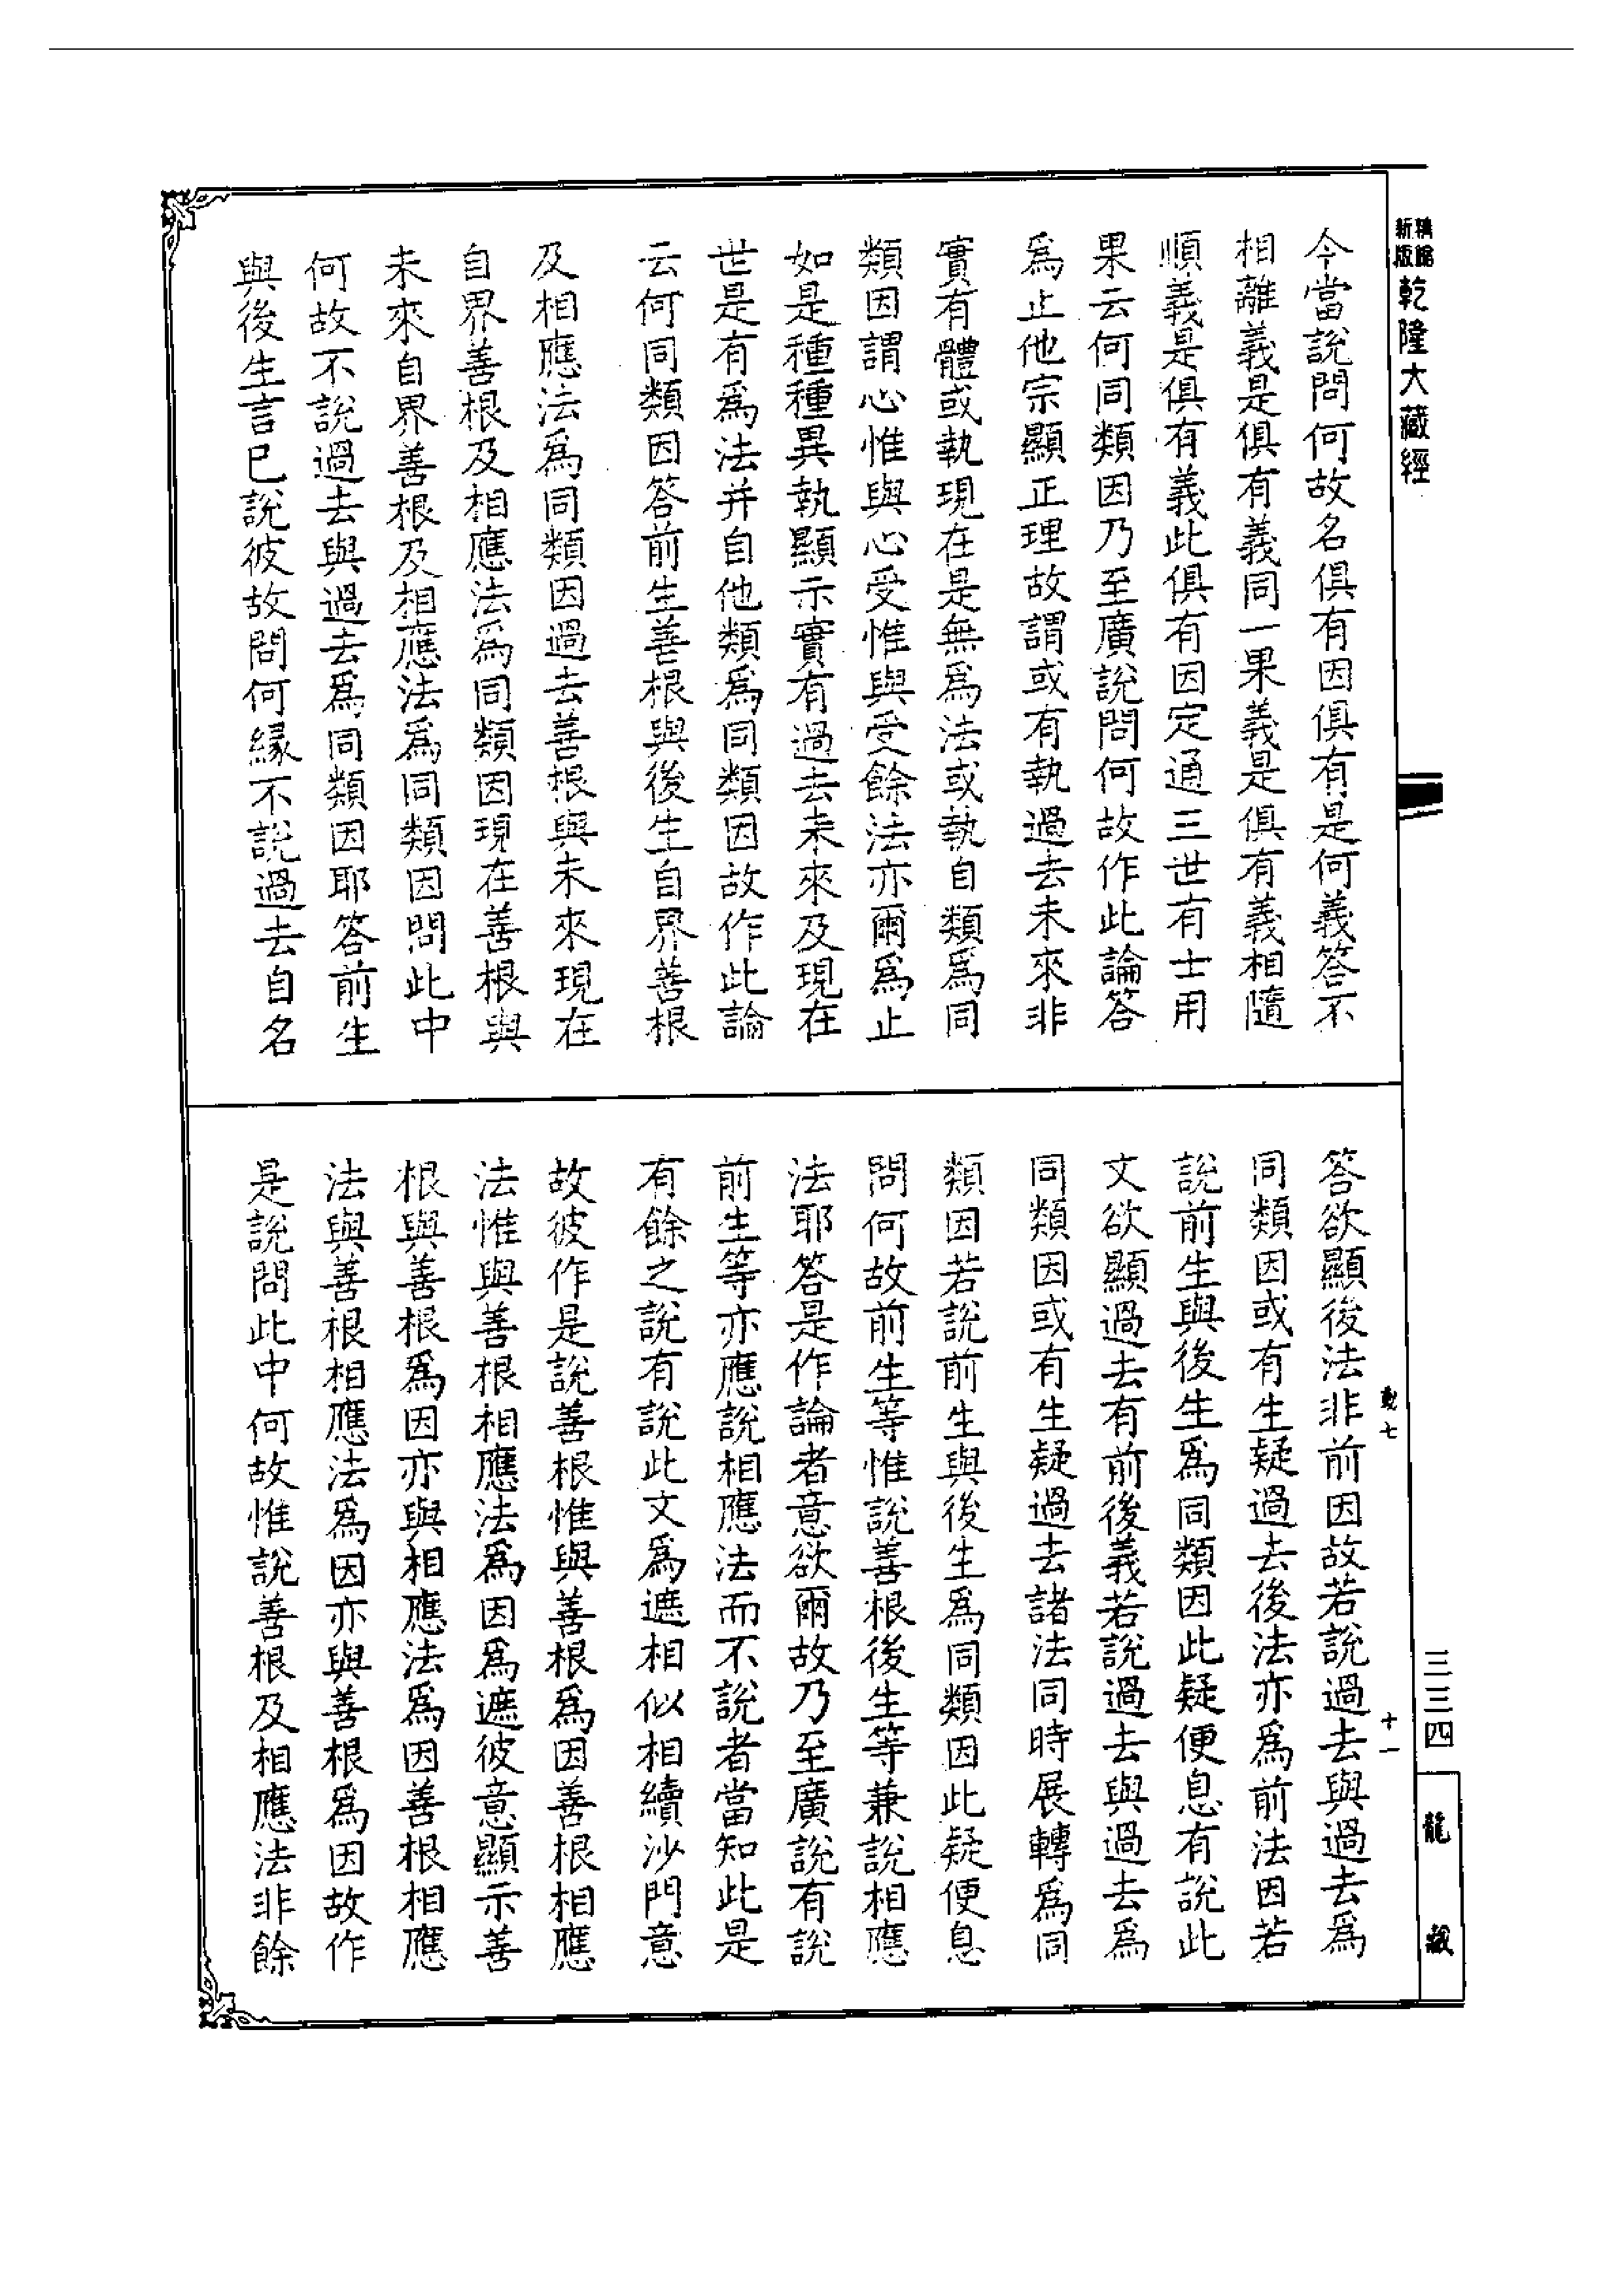 新版
乾隆大藏經
三三四
龍藏
今當說問何故名俱有因俱有是何義答不
相離義是俱有義同一果義是俱有義相隨
順義是俱有義此俱有因定通三世有士用
果云何同類因乃至廣說問何故作此論答
爲止他宗顯正理故謂或有執過去未來非
實有體或執現在是無爲法或執自類爲同
類因謂心惟與心受惟與受餘法亦爾爲止
如是種種異執顯示實有過去未來及現在
世是有爲法并自他類爲同類因故作此論
云何同類因答前生善根與後生自界善根
及相應法爲同類因過去善根與未來現在
自界善根及相應法爲同類因現在善根與
未來自界善根及相應法爲同類因問此中
何故不說過去與過去爲同類因耶答前生
與後生言已說彼故問何緣不說過去自名
七
十一
答欲顯後法非前因故若說過去與過去爲
同類因或有生疑過去後法亦爲前法因若
說前生與後生爲同類因此疑便息有說此
文欲顯過去有前後義若說過去與過去爲
同類因或有生疑過去諸法同時展轉爲同
類因若說前生與後生爲同類因此疑便息
問何故前生等惟說善根後生等兼說相應
法耶答是作論者意欲爾故乃至廣說有說
前生等亦應說相應法而不說者當知此是
有餘之說有說此文爲遮相似相續沙門意
故彼作是說善根惟與善根爲因善根相應
法惟與善根相應法爲因爲遮彼意顯示善
根與善根爲因亦與相應法爲因善根相應
法與善根相應法爲因亦與善根爲因故作
是說問此中何故惟說善根及相應法非餘